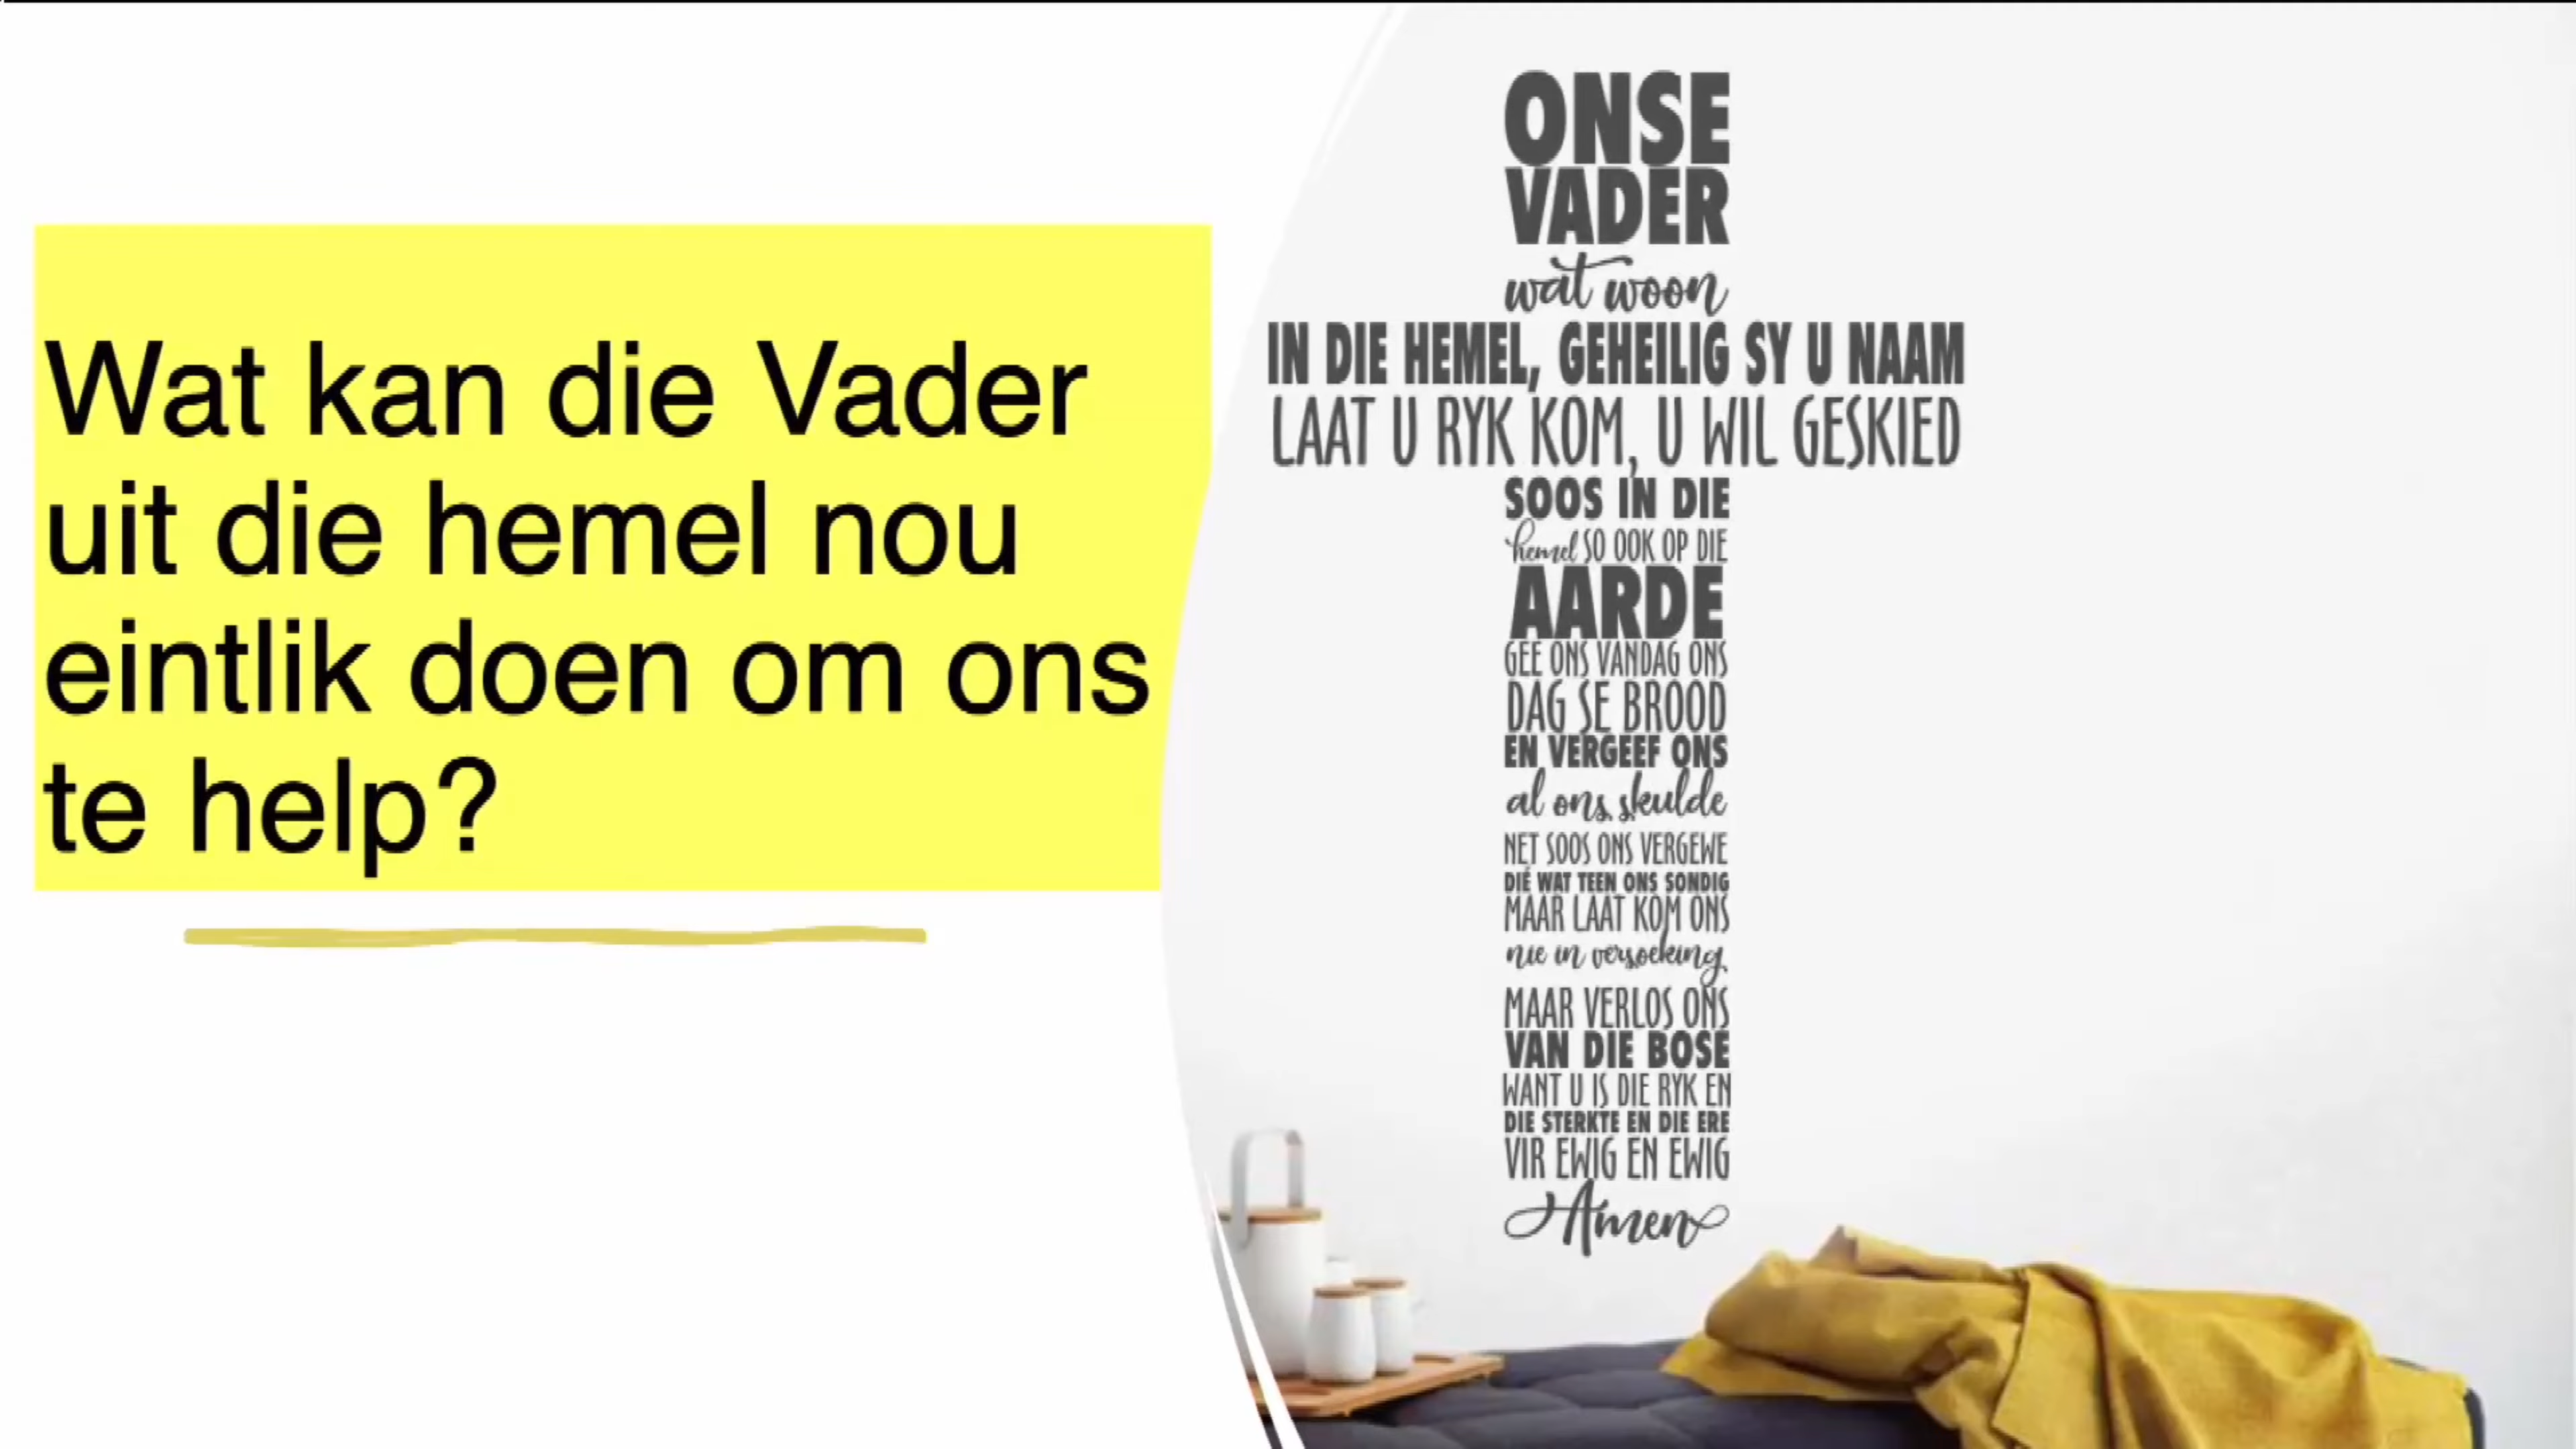 Wat kan die Vader
uit die hemel nou
eintlik doen om ons
te help?
ONSE
VADER
wat woon
IN DIE HEMEL, GEHEILIG SY U NAAM
LAAT U RYK KOM, U WIL GESKIED
SOOS IN DIE
hemel SO OOK OP DIE
AARDE
GEE ONS VANDAG ONS
DAG SE BROOD
EN VERGEEF ONS
al ons skulde
NET SOOS ONS VERGEWE
DIÉ WAT TEEN ONS SONDIG
MAAR LAAT KOM ONS
nie in versoeking
MAAR VERLOS ONS
VAN DIE BOSE
WANT U IS DIE RYK EN
DIE STERKTE EN DIE ERE
VIR EWIG EN EWIG
Amen